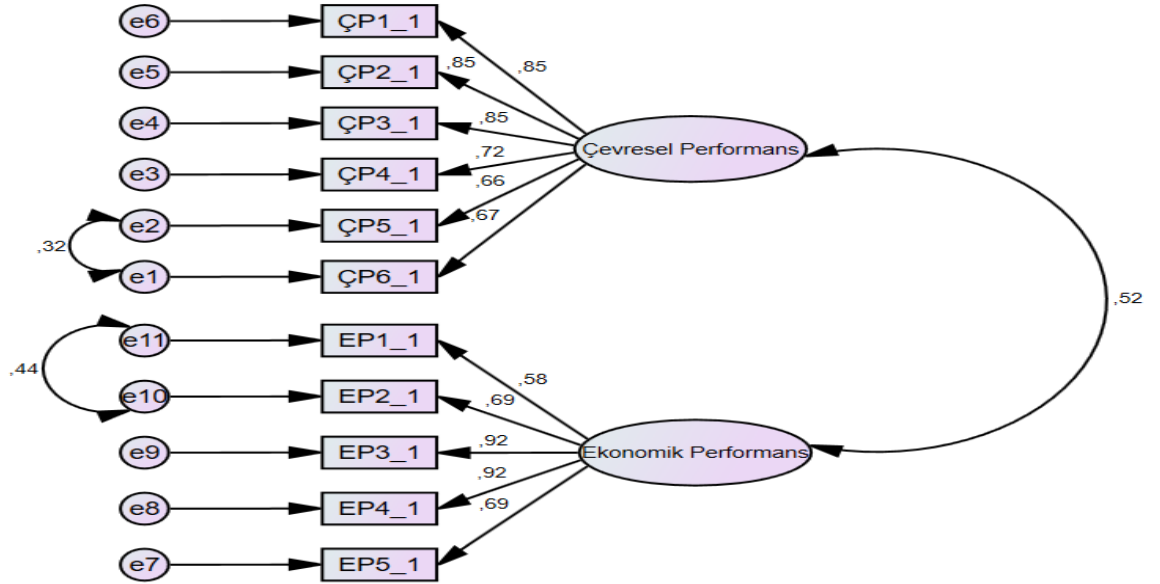 e6
ÇP1_1
,85
e5
ÇP2_1
,85
e4
ÇP3_1
,85
Çevresel Performans
e3
ÇP4_1
,72
e2
ÇP5_1
,66
,32
e1
ÇP6_1
,67
,52
e11
EP1_1
,58
,44
e10
EP2_1
,69
e9
EP3_1
,92
Ekonomik Performans
e8
EP4_1
,92
e7
EP5_1
,69